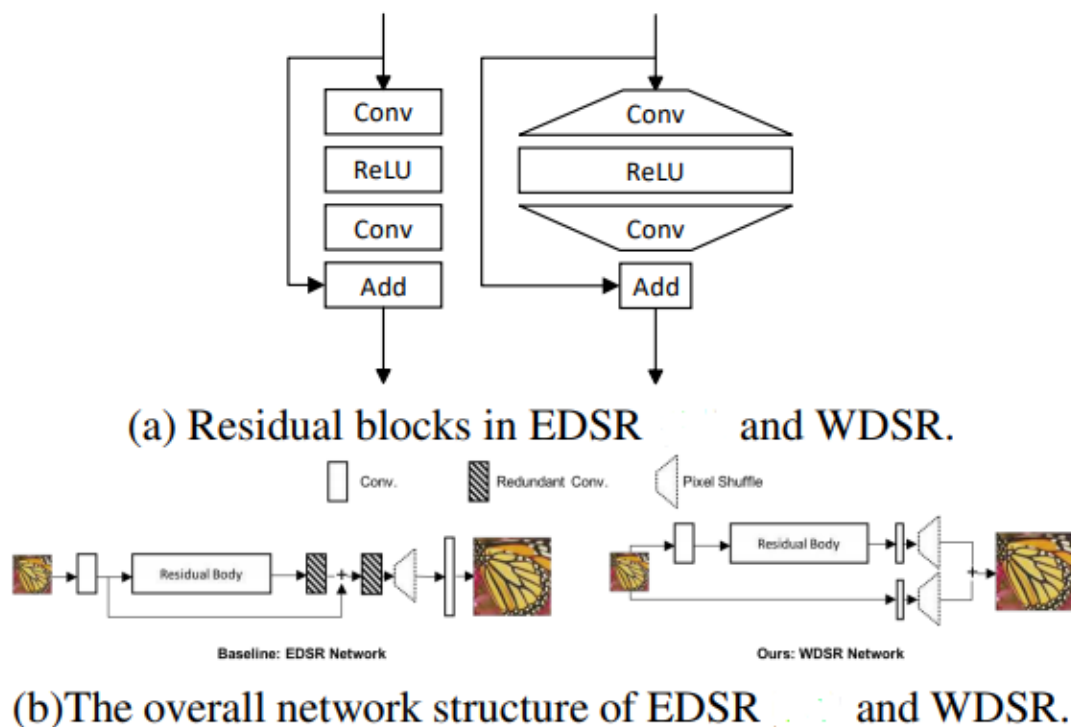 Conv
ReLU
Conv
Add
Conv
ReLU
Conv
Add
(a) Residual blocks in EDSR and WDSR.
Conv.
Redundant Conv.
Pixel Shuffle
Residual Body
+
Residual Body
+
Baseline: EDSR Network
Ours: WDSR Network
(b)The overall network structure of EDSR and WDSR.